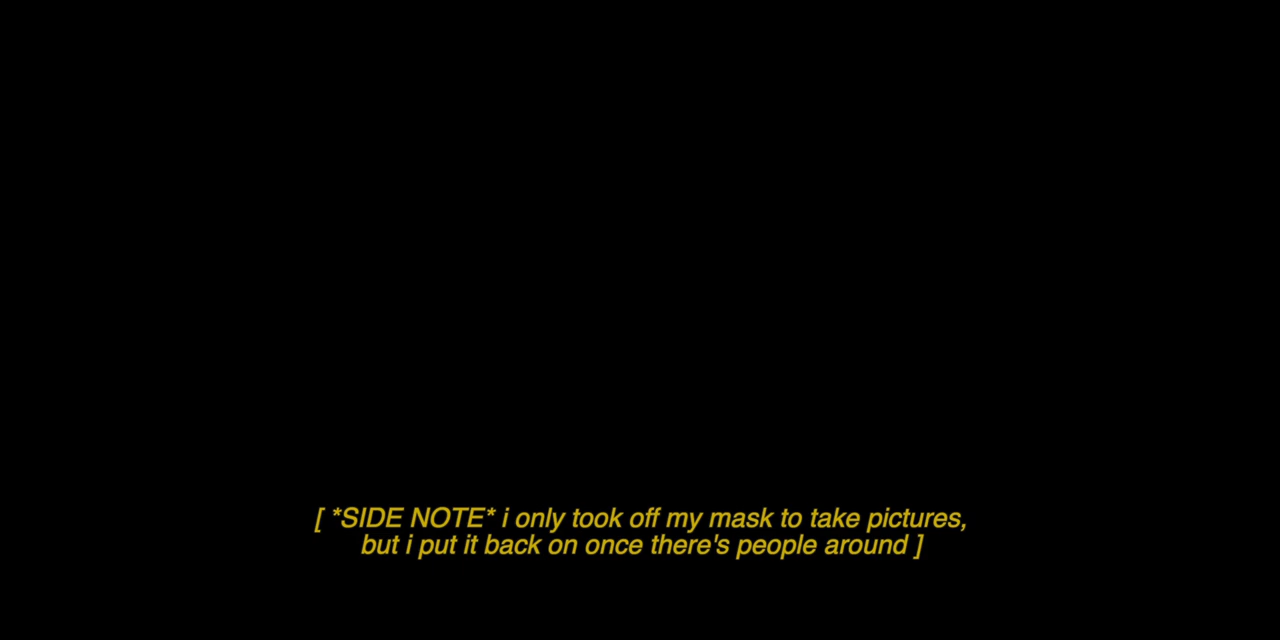 [ *SIDE NOTE* i only took off my mask to take pictures,
but i put it back on once there's people around ]